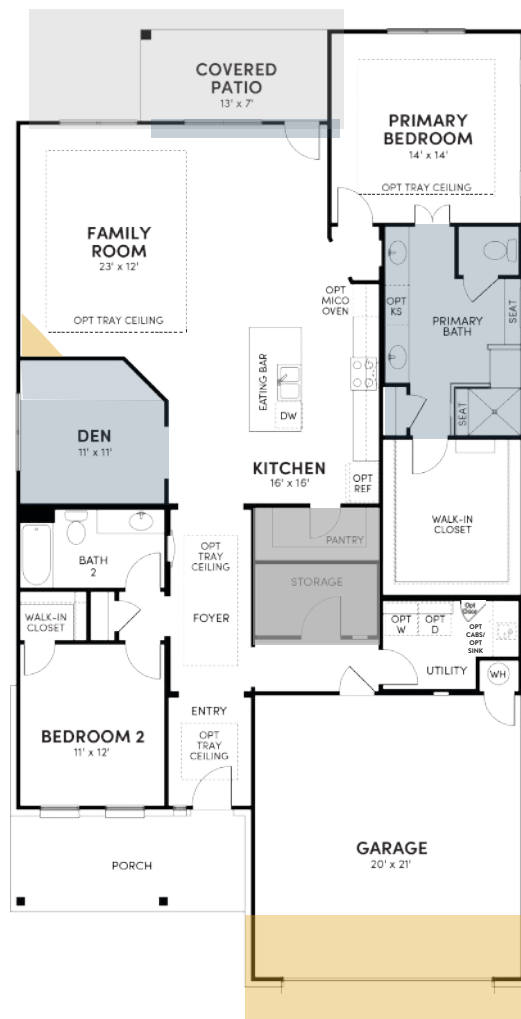 COVERED
PATIO
13' x 7'
PRIMARY
BEDROOM
14' x 14'
OPT TRAY CEILING
FAMILY
ROOM
23' x 12'
OPT TRAY CEILING
OPT
MICO
OVEN
OPT
KS
PRIMARY
BATH
SEAT
SEAT
EATING BAR
DW
DEN
11' x 11'
KITCHEN
16' x 16'
OPT
REF
WALK-IN
CLOSET
BATH
2
OPT
TRAY
CEILING
FOYER
PANTRY
STORAGE
WALK-IN
CLOSET
OPT
W
OPT
D
Opt
Door
OPT
CABS/
OPT
SINK
UTILITY
WH
BEDROOM 2
11' x 12'
ENTRY
OPT
TRAY
CEILING
PORCH
GARAGE
20' x 21'